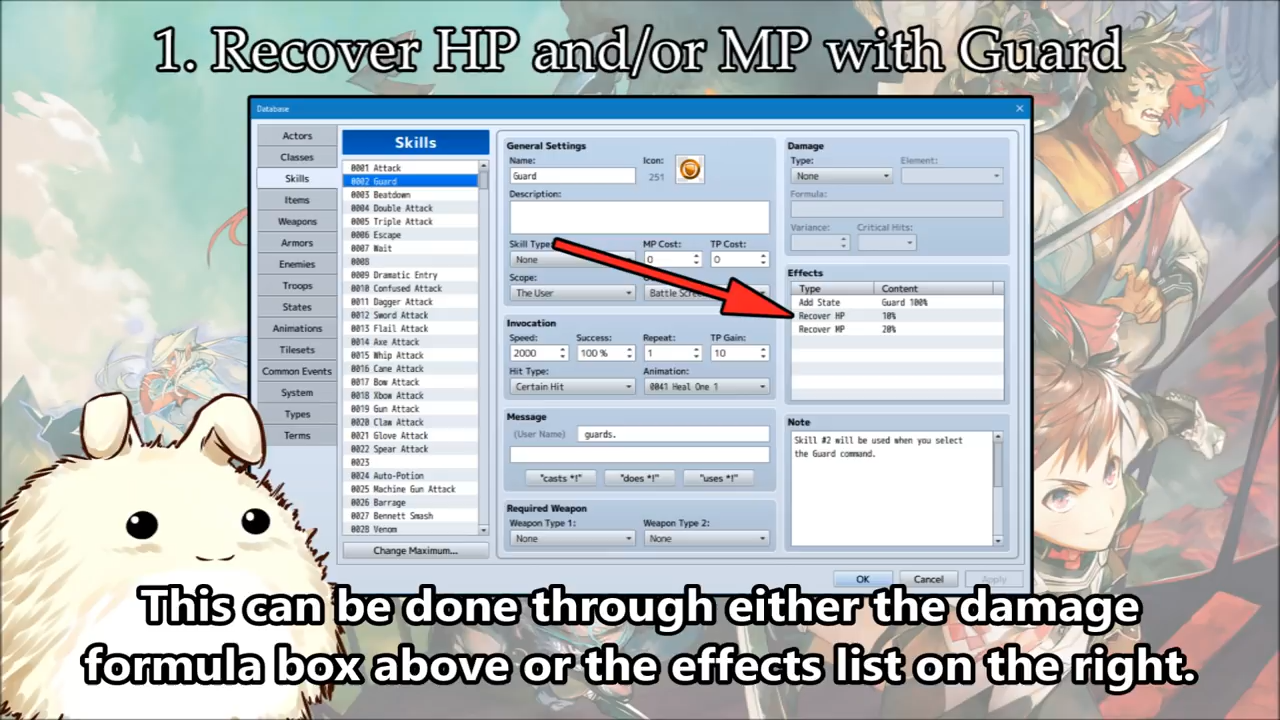 1. Recover HP and/or MP with Guard
Database
Actors
Classes
Skills
Items
Weapons
Armors
Enemies
Troops
States
Animations
Tilesets
Common Events
System
Types
Terms
Skills
0001 Attack
0002 Guard
0003 Beatdown
0004 Double Attack
0005 Triple Attack
0006 Escape
0007 Wait
0008
0009 Dramatic Entry
0010 Confused Attack
0011 Dagger Attack
0012 Sword Attack
0013 Flail Attack
0014 Axe Attack
0015 Whip Attack
0016 Cane Attack
0017 Bow Attack
0018 Xbow Attack
0019 Gun Attack
0020 Claw Attack
0021 Glove Attack
0022 Spear Attack
0023
0024 Auto-Potion
0025 Machine Gun Attack
0026 Barrage
0027 Bennett Smash
0028 Venom
Change Maximum...
General Settings
Name: Icon:
Guard 251
Description:
Skill Type: MP Cost: TP Cost:
None 0 0
Scope:
The User Battle Screen
Invocation
Speed: Success: Repeat: TP Gain:
2000 100 % 1 10
Hit Type: Animation:
Certain Hit 0041 Heal One 1
Message
(User Name) guards.
"casts *!" "does *!" "uses *!"
Required Weapon
Weapon Type 1: Weapon Type 2:
None None
Damage
Type: Element:
None
Formula:
Variance: Critical Hits:
Effects
Type Content
Add State Guard 100%
Recover HP 10%
Recover MP 20%
Note
Skill #2 will be used when you select
the Guard command.
OK Cancel Apply
This can be done through either the damage
formula box above or the effects list on the right.